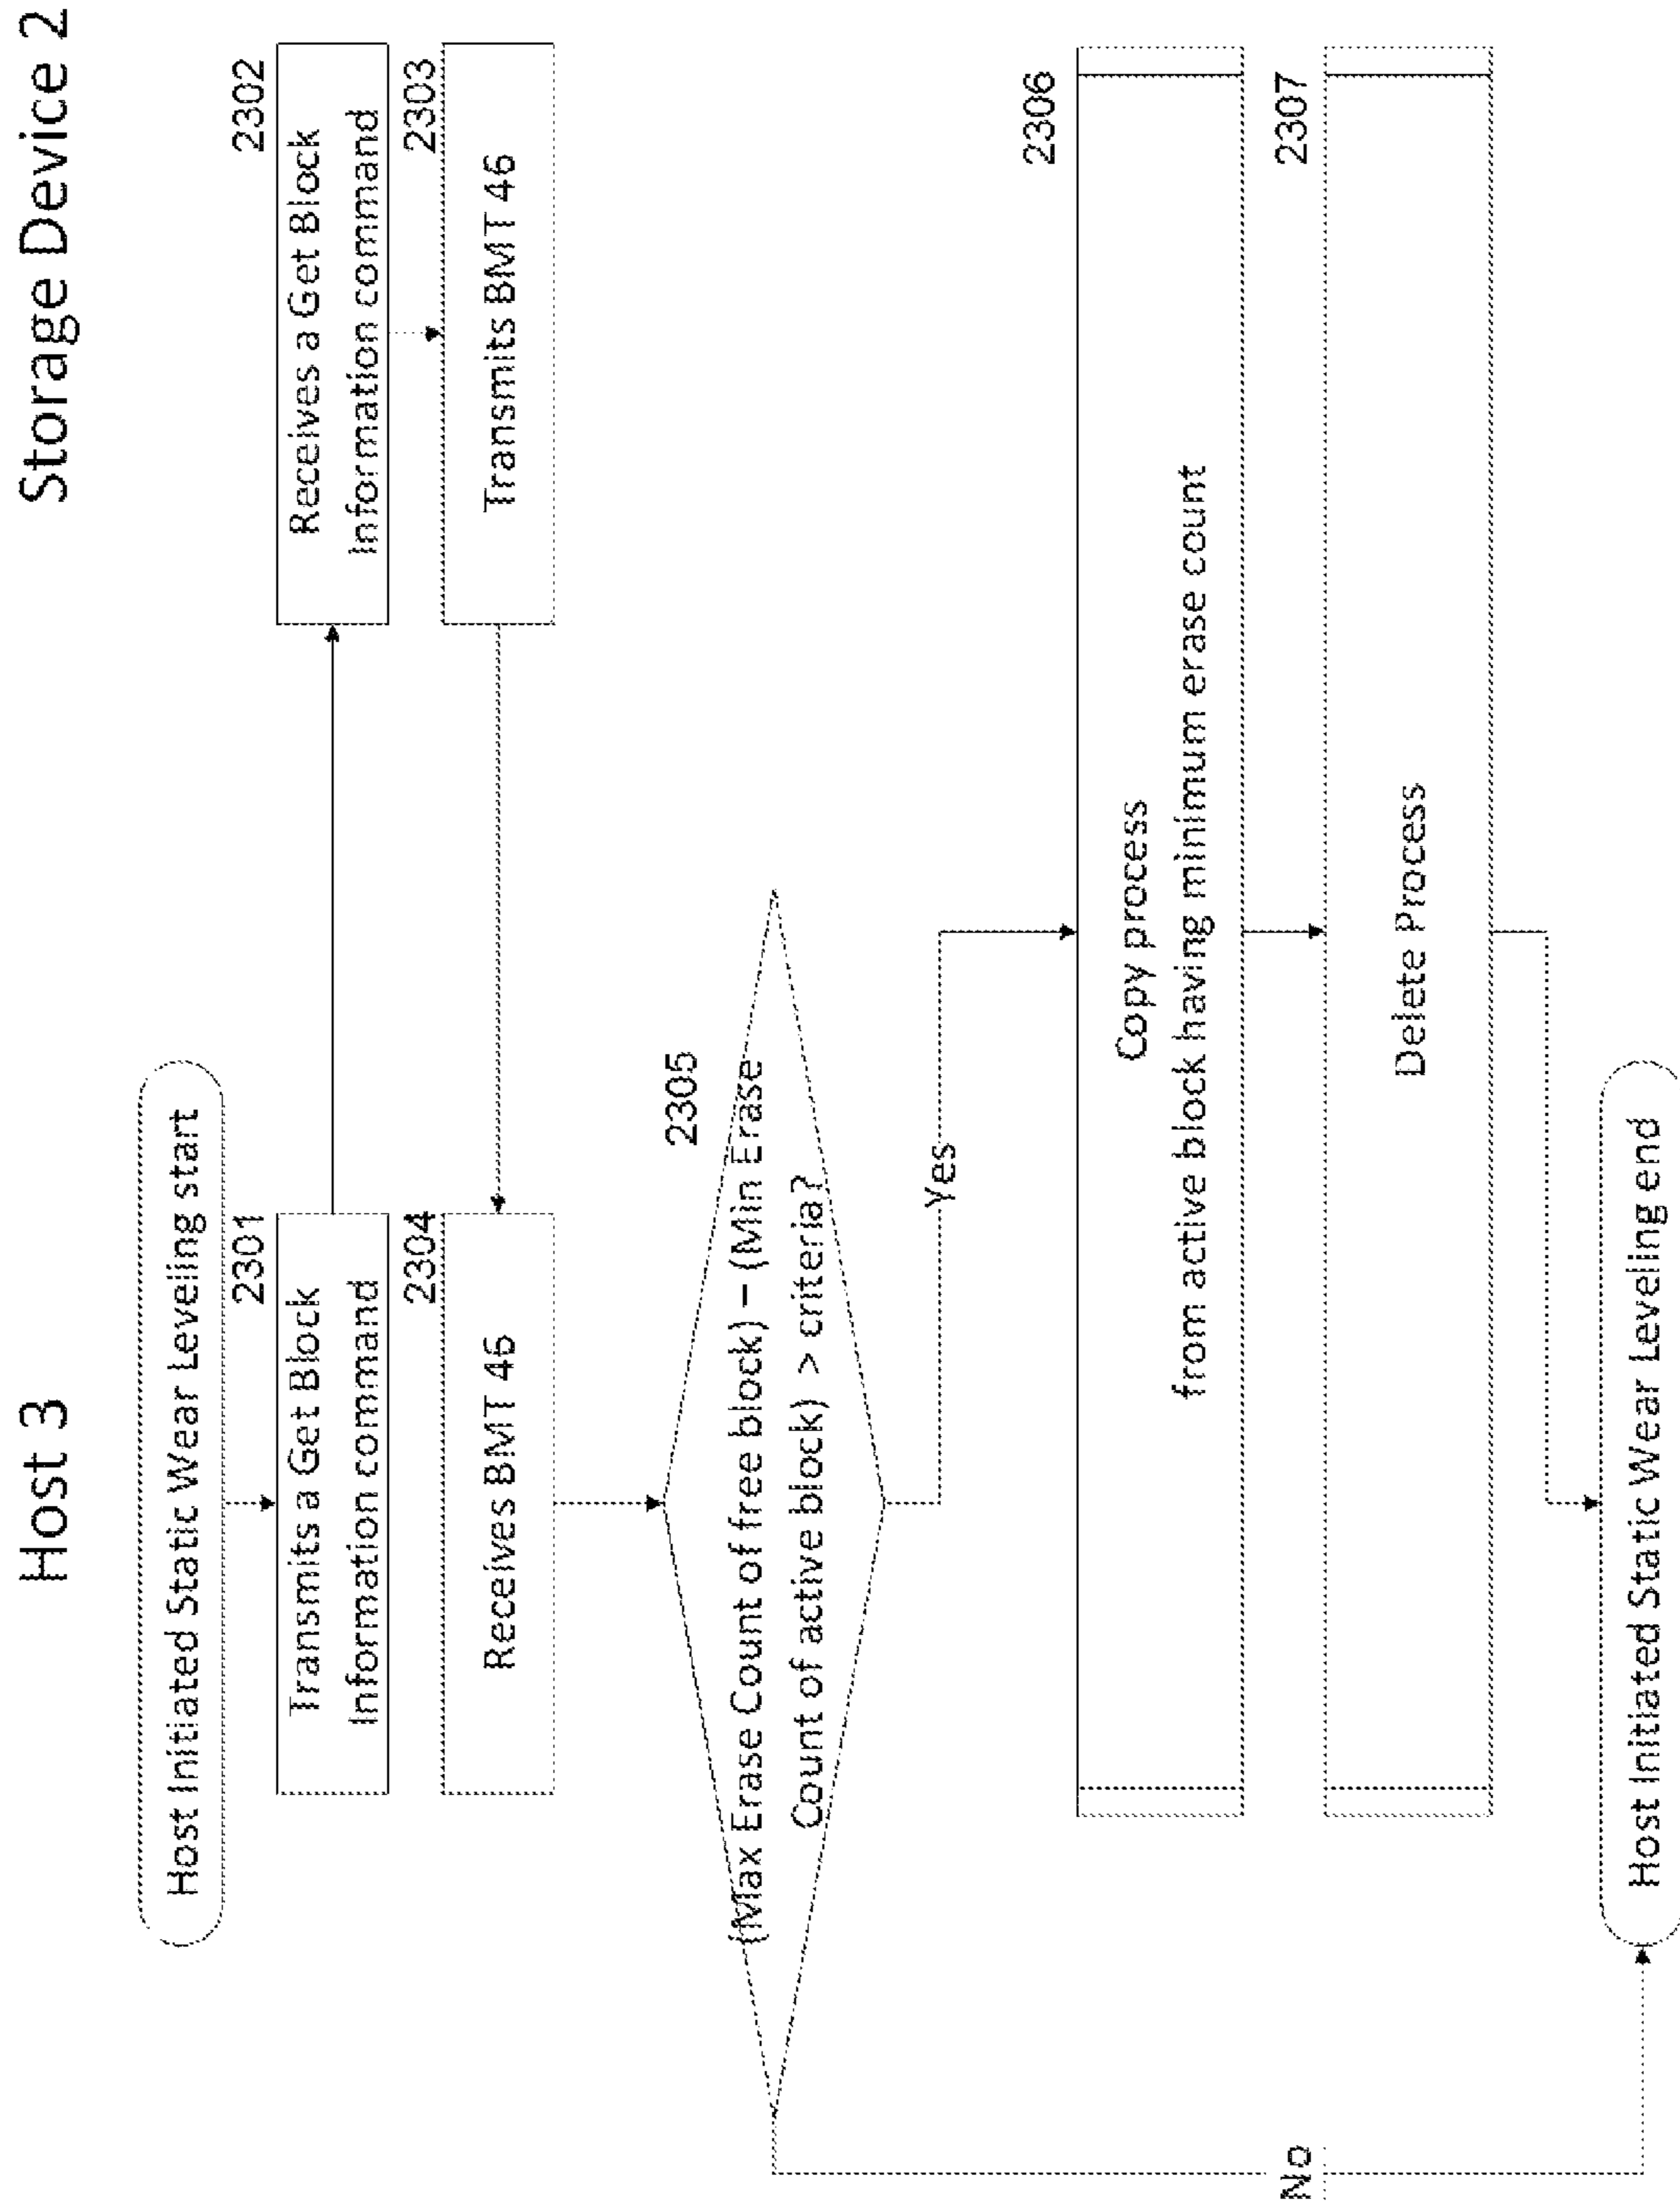 Host 3
Storage Device 2
Host Initiated Static Wear Leveling start
2301
Transmits a Get Block
Information command
2302
Receives a Get Block
Information command
2303
Transmits BMT 46
2304
Receives BMT 46
2305
(Max Erase Count of free block) – (Min Erase
Count of active block) > criteria?
Yes
2306
Copy process
from active block having minimum erase count
2307
Delete Process
No
Host Initiated Static Wear Leveling end